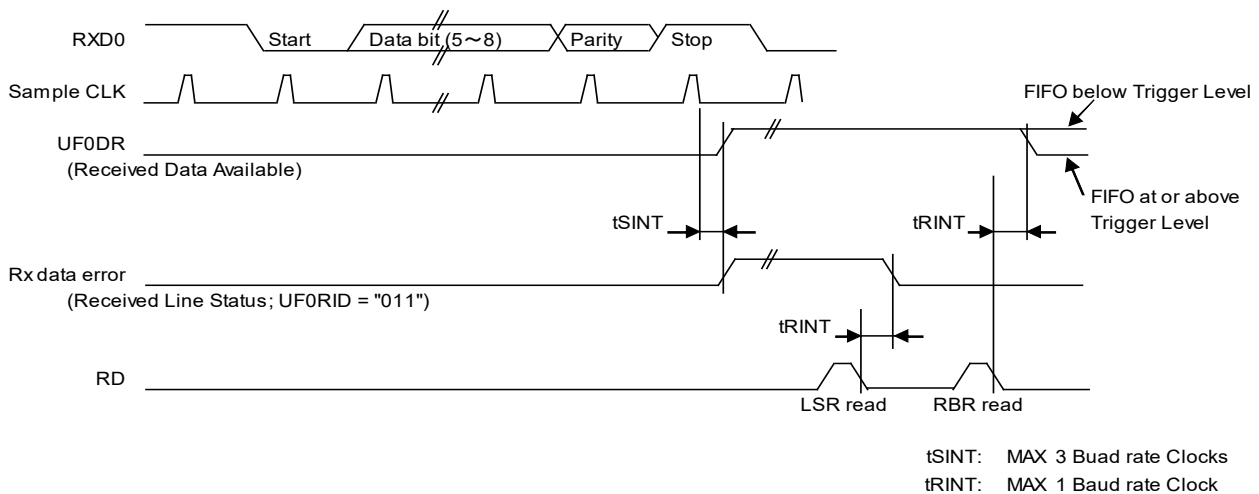 RXD0
Start
Data bit (5～8)
Parity
Stop
Sample CLK
FIFO below Trigger Level
UF0DR
(Received Data Available)
FIFO at or above
Trigger Level
tSINT
tRINT
Rx data error
(Received Line Status; UF0RID = "011")
tRINT
RD
LSR read
RBR read
tSINT: MAX 3 Buad rate Clocks
tRINT: MAX 1 Baud rate Clock